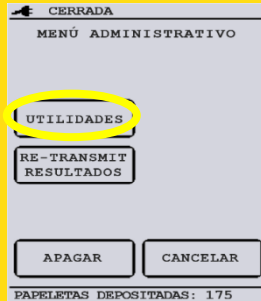 CERRADA
MENÚ ADMINISTRATIVO
UTILIDADES
RE-TRANSMIT
RESULTADOS
APAGAR
CANCELAR
PAPELETAS DEPOSITADAS: 175